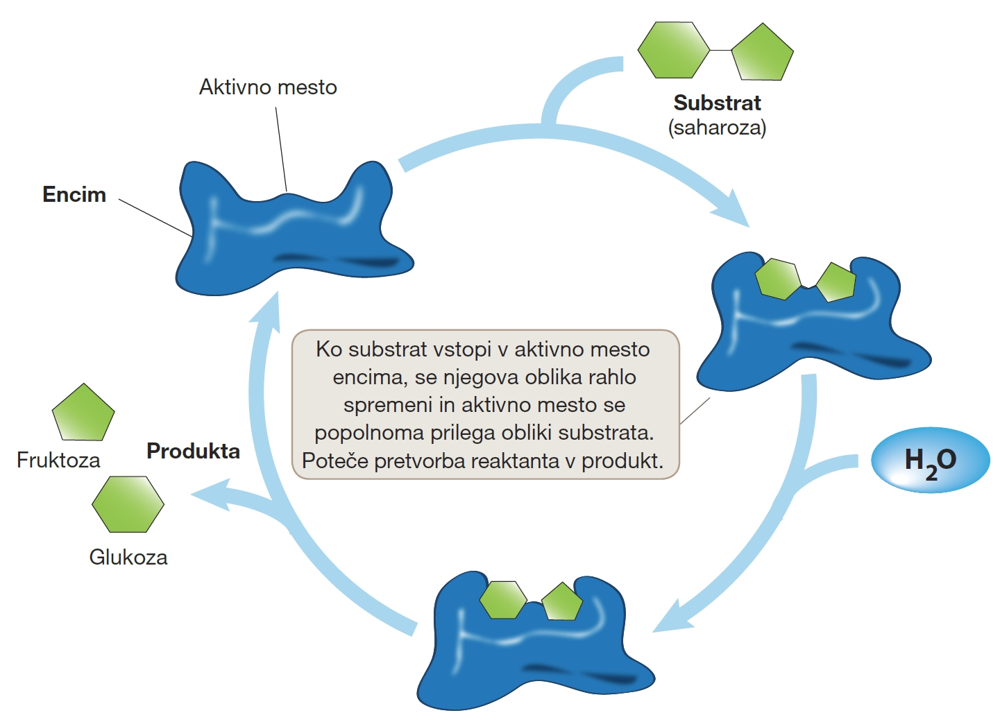 Substrat
(saharoza)
Aktivno mesto
Encim
Ko substrat vstopi v aktivno mesto
encima, se njegova oblika rahlo
spremeni in aktivno mesto se
popolnoma prilega obliki substrata.
Poteče pretvorba reaktanta v produkt.
H₂O
Fruktoza
Produkta
Glukoza